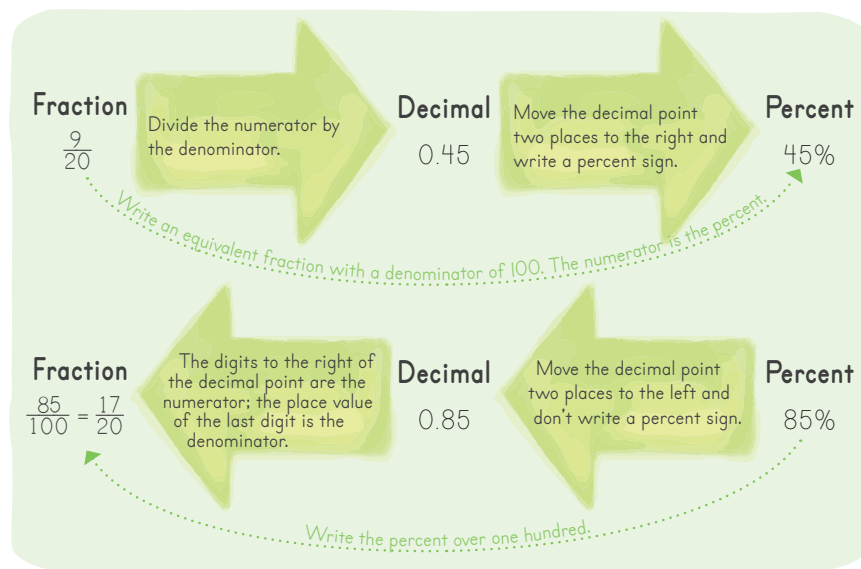 Fraction
9
20
Divide the numerator by
the denominator.
Decimal
0.45
Move the decimal point
two places to the right and
write a percent sign.
Percent
45%
Write an equivalent fraction with a denominator of 100. The numerator is the percent.
Fraction
85
100
=
17
20
The digits to the right of
the decimal point are the
numerator; the place value
of the last digit is the
denominator.
Decimal
0.85
Move the decimal point
two places to the left and
don't write a percent sign.
Percent
85%
Write the percent over one hundred.